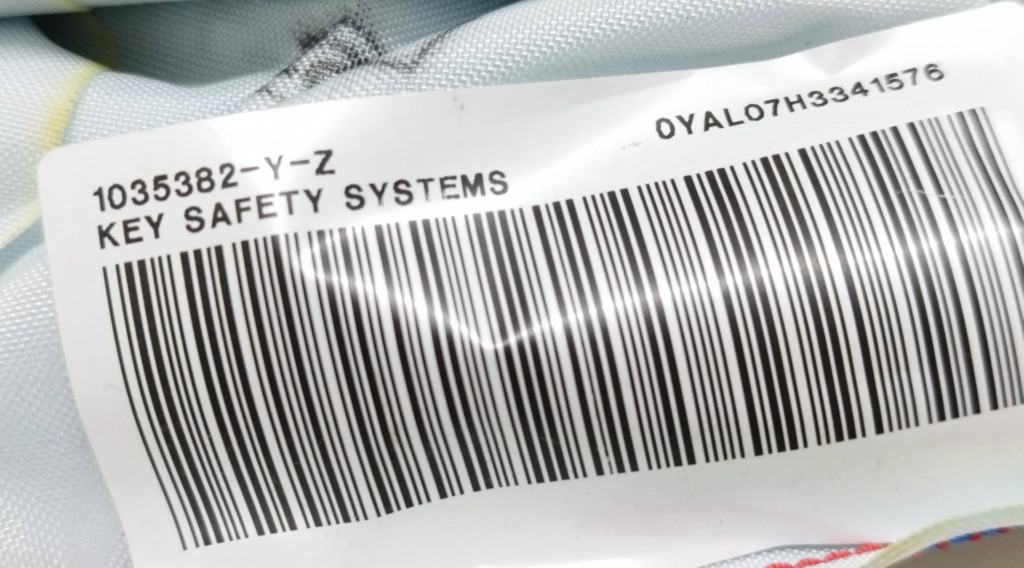 0YAL07H3341576
1035382-Y-Z
KEY SAFETY SYSTEMS